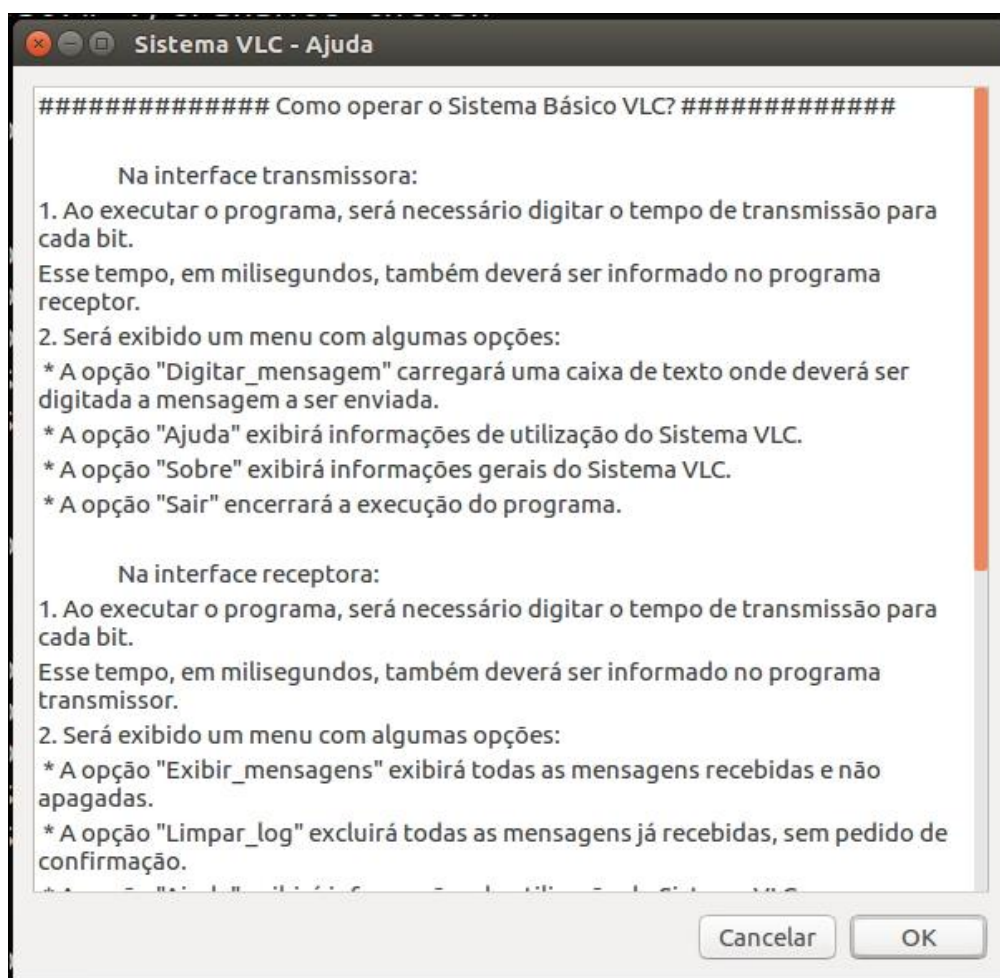 Sistema VLC - Ajuda
############## Como operar o Sistema Básico VLC? #############
Na interface transmissora:
1. Ao executar o programa, será necessário digitar o tempo de transmissão para
cada bit.
Esse tempo, em milisegundos, também deverá ser informado no programa
receptor.
2. Será exibido um menu com algumas opções:
* A opção "Digitar_mensagem" carregará uma caixa de texto onde deverá ser
digitada a mensagem a ser enviada.
* A opção "Ajuda" exibirá informações de utilização do Sistema VLC.
* A opção "Sobre" exibirá informações gerais do Sistema VLC.
* A opção "Sair" encerrará a execução do programa.
Na interface receptora:
1. Ao executar o programa, será necessário digitar o tempo de transmissão para
cada bit.
Esse tempo, em milisegundos, também deverá ser informado no programa
transmissor.
2. Será exibido um menu com algumas opções:
* A opção "Exibir_mensagens" exibirá todas as mensagens recebidas e não
apagadas.
* A opção "Limpar_log" excluirá todas as mensagens já recebidas, sem pedido de
confirmação.
Cancelar
OK